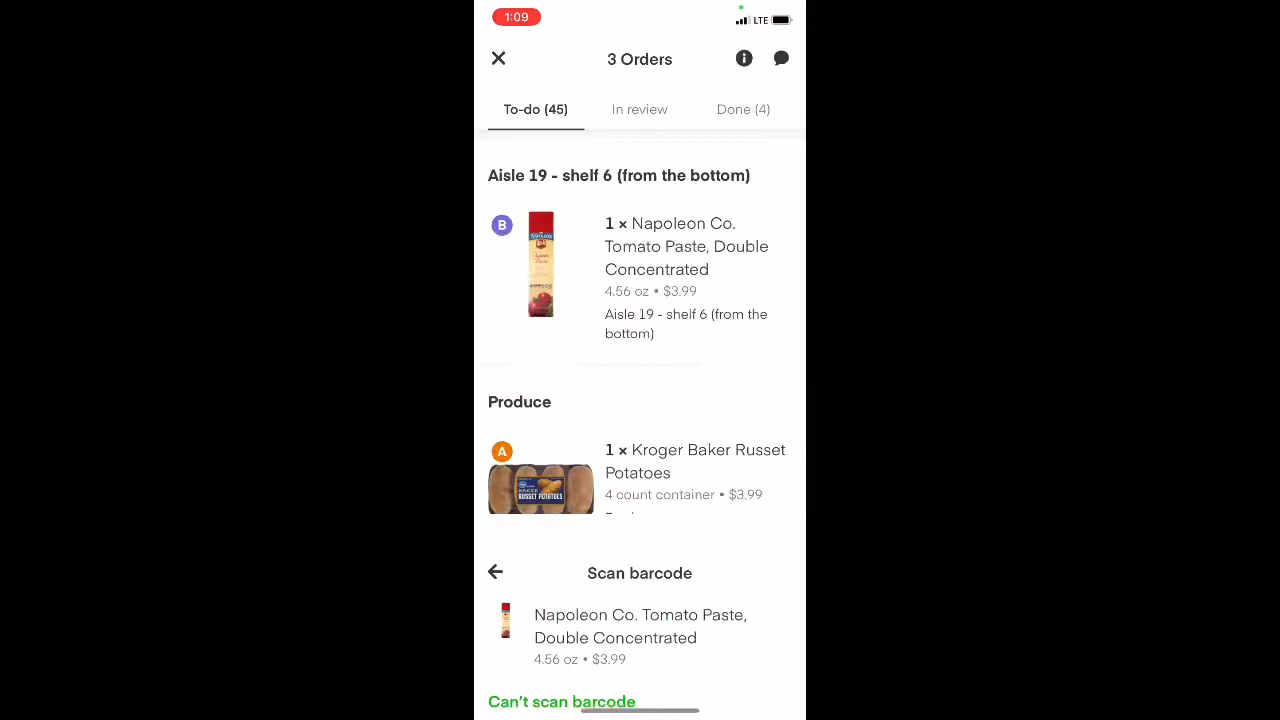 1:09
LTE
3 Orders
To-do (45)
In review
Done (4)
Aisle 19 - shelf 6 (from the bottom)
B
1 × Napoleon Co.
Tomato Paste, Double
Concentrated
4.56 oz • $3.99
Aisle 19 - shelf 6 (from the
bottom)
Produce
A
1 × Kroger Baker Russet
Potatoes
4 count container • $3.99
RUSSET POTATOES
Scan barcode
Napoleon Co. Tomato Paste,
Double Concentrated
4.56 oz • $3.99
Can't scan barcode